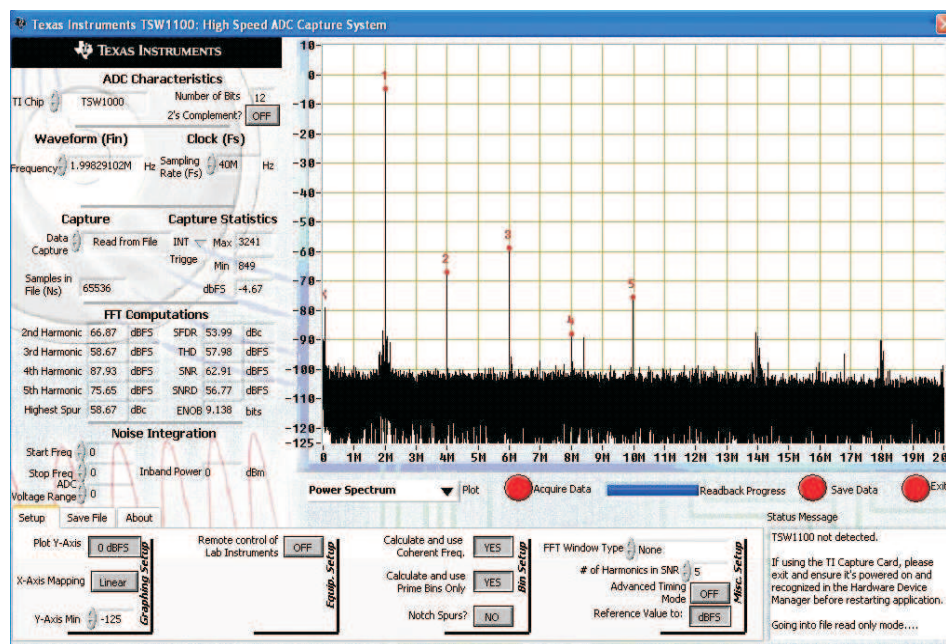 Texas Instruments TSW1100: High Speed ADC Capture System
TEXAS INSTRUMENTS
ADC Characteristics
TI Chip TSW1000
Number of Bits 12
2's Complement? OFF
Waveform (Fin) Clock (Fs)
Frequency 1.99829102M Hz Sampling Rate (Fs) 40M Hz
Capture Capture Statistics
Data Capture Read from File
INT Trigge
Max 3241
Min 849
Samples in File (Ns) 65536
dbFS -4.67
FFT Computations
2nd Harmonic 66.87 dBFS SFDR 53.99 dBc
3rd Harmonic 58.67 dBFS THD 57.98 dBFS
4th Harmonic 87.93 dBFS SNR 62.91 dBFS
5th Harmonic 75.65 dBFS SNRD 56.77 dBFS
Highest Spur 58.67 dBc ENOB 9.138 bits
Noise Integration
Start Freq 0
Stop Freq 0 Inband Power 0 dBm
ADC Voltage Range 0
10
0
-10
-20
-30
-40
-50
-60
-70
-80
-90
-100
-110
-125
1
2
3
4
5
0 1M 2M 3M 4M 5M 6M 7M 8M 9M 10M 11M 12M 13M 14M 15M 16M 17M 18M 19M 20
Power Spectrum Plot Acquire Data Readback Progress Save Data Exit
Setup Save File About
Plot Y-Axis 0 dBFS
X-Axis Mapping Linear
Y-Axis Min -125
Graphing Setup
Remote control of Lab Instruments OFF
Equip. Setup
Calculate and use Coherent Freq. YES
Calculate and use Prime Bins Only YES
Notch Spurs? NO
Bin Setup
FFT Window Type None
# of Harmonics in SNR 5
Advanced Timing Mode OFF
Reference Value to: dBFS
Misc. Setup
Status Message
TSW1100 not detected.
If using the TI Capture Card, please
exit and ensure it's powered on and
recognized in the Hardware Device
Manager before restarting application.
Going into file read only mode....